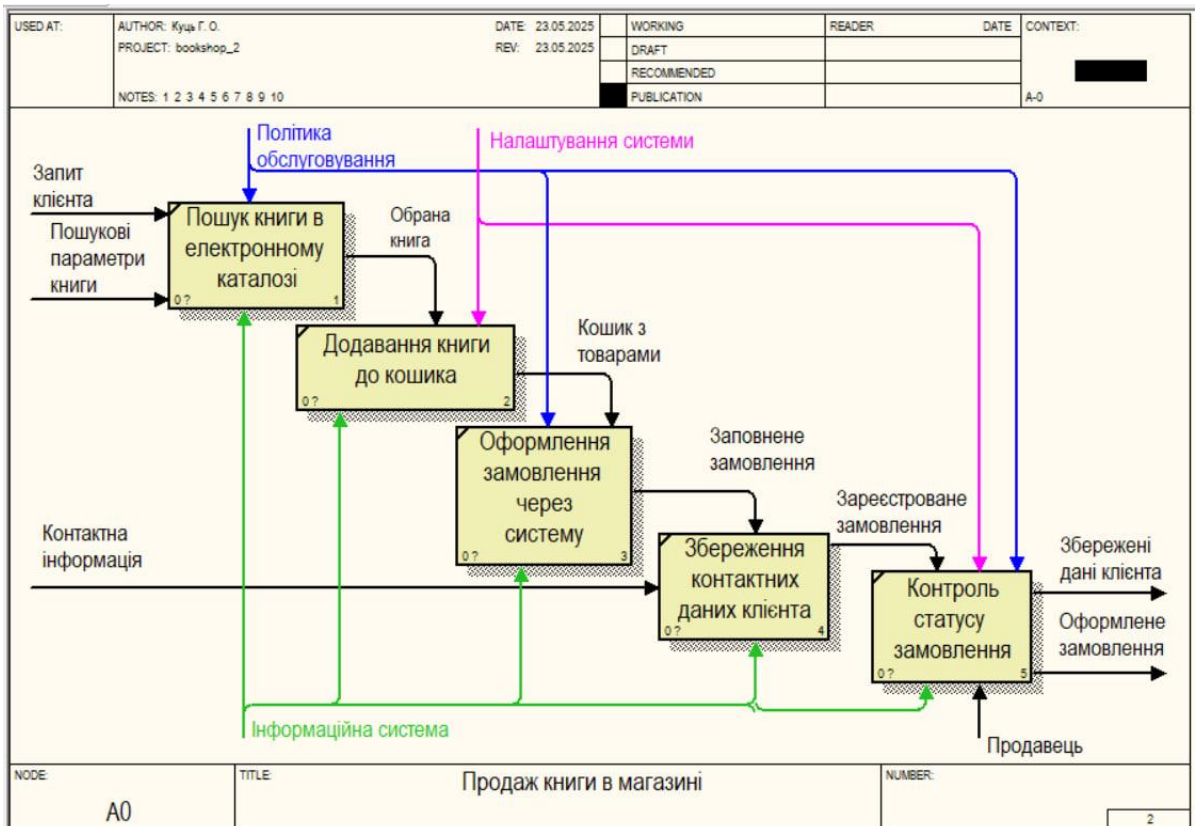 USED AT:
AUTHOR: Куць Г. О.
DATE: 23.05.2025
PROJECT: bookshop_2
REV: 23.05.2025
NOTES: 1 2 3 4 5 6 7 8 9 10
WORKING
DRAFT
RECOMMENDED
PUBLICATION
READER
DATE
CONTEXT:
A-0
Політика
обслуговування
Налаштування системи
Запит
клієнта
Пошукові
параметри
книги
Пошук книги в
електронному
каталозі
0 ?
1
Обрана
книга
Додавання книги
до кошика
0 ?
2
Кошик з
товарами
Оформлення
замовлення
через
систему
0 ?
3
Заповнене
замовлення
Контактна
інформація
Збереження
контактних
даних клієнта
0 ?
4
Зареєстроване
замовлення
Контроль
статусу
замовлення
0 ?
5
Збережені
дані клієнта
Оформлене
замовлення
Інформаційна система
Продавець
NODE:
A0
TITLE:
Продаж книги в магазині
NUMBER:
2